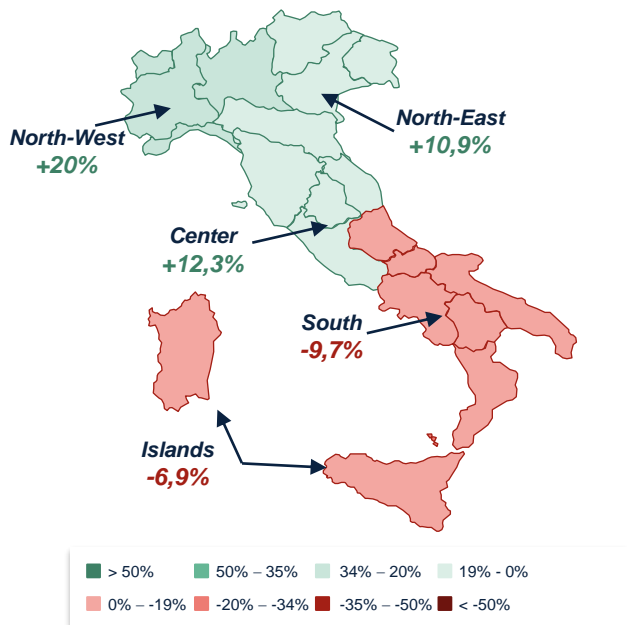 North-West
+20%
North-East
+10,9%
Center
+12,3%
South
-9,7%
Islands
-6,9%
> 50%
50% – 35%
34% – 20%
19% - 0%
0% – -19%
-20% – -34%
-35% – -50%
< -50%